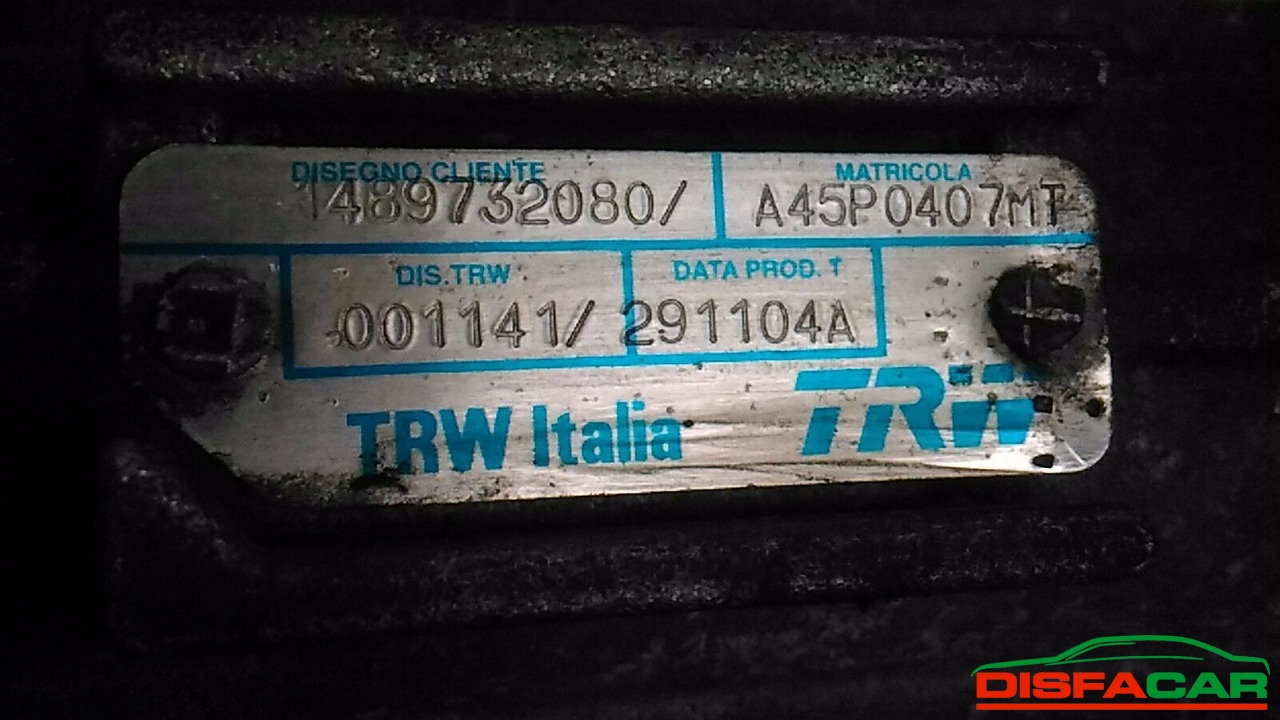 DISEGNO CLIENTE MATRICOLA
1489732080/ A45P0407MT
DIS.TRW DATA PROD. T
001141/ 291104A
TRW Italia TRW
DISFACAR